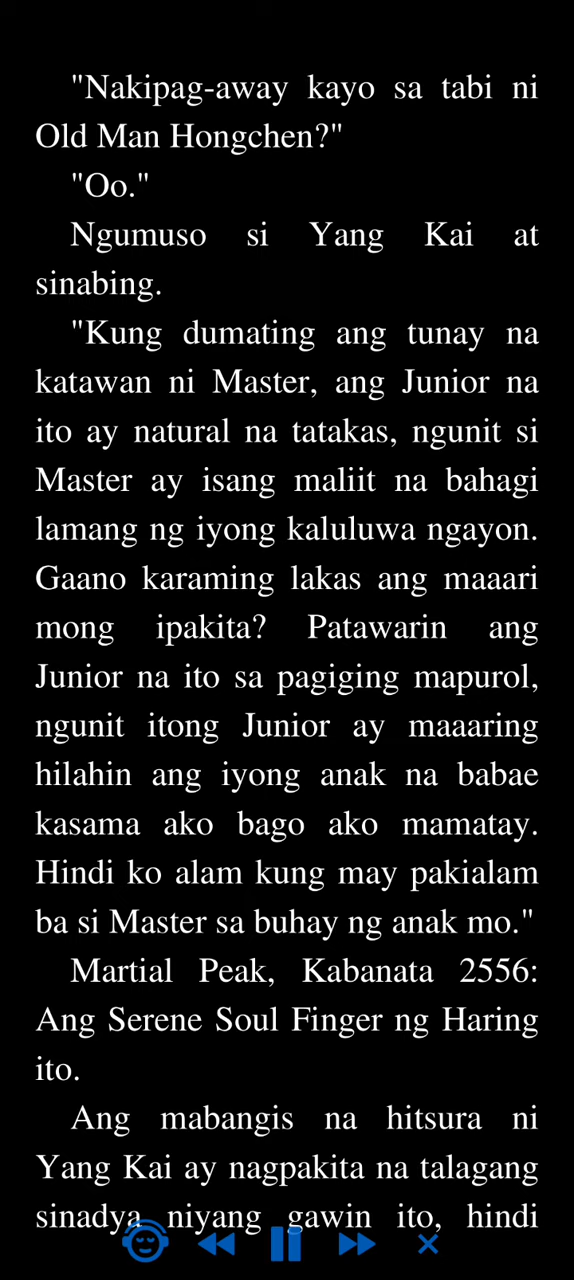 "Nakipag-away kayo sa tabi ni
Old Man Hongchen?"
"Oo."
Ngumuso si Yang Kai at
sinabing.
"Kung dumating ang tunay na
katawan ni Master, ang Junior na
ito ay natural na tatakas, ngunit si
Master ay isang maliit na bahagi
lamang ng iyong kaluluwa ngayon.
Gaano karaming lakas ang maaari
mong ipakita? Patawarin ang
Junior na ito sa pagiging mapurol,
ngunit itong Junior ay maaaring
hilahin ang iyong anak na babae
kasama ako bago ako mamatay.
Hindi ko alam kung may pakialam
ba si Master sa buhay ng anak mo."
Martial Peak, Kabanata 2556:
Ang Serene Soul Finger ng Haring
ito.
Ang mabangis na hitsura ni
Yang Kai ay nagpakita na talagang
sinadya niyang gawin ito, hindi